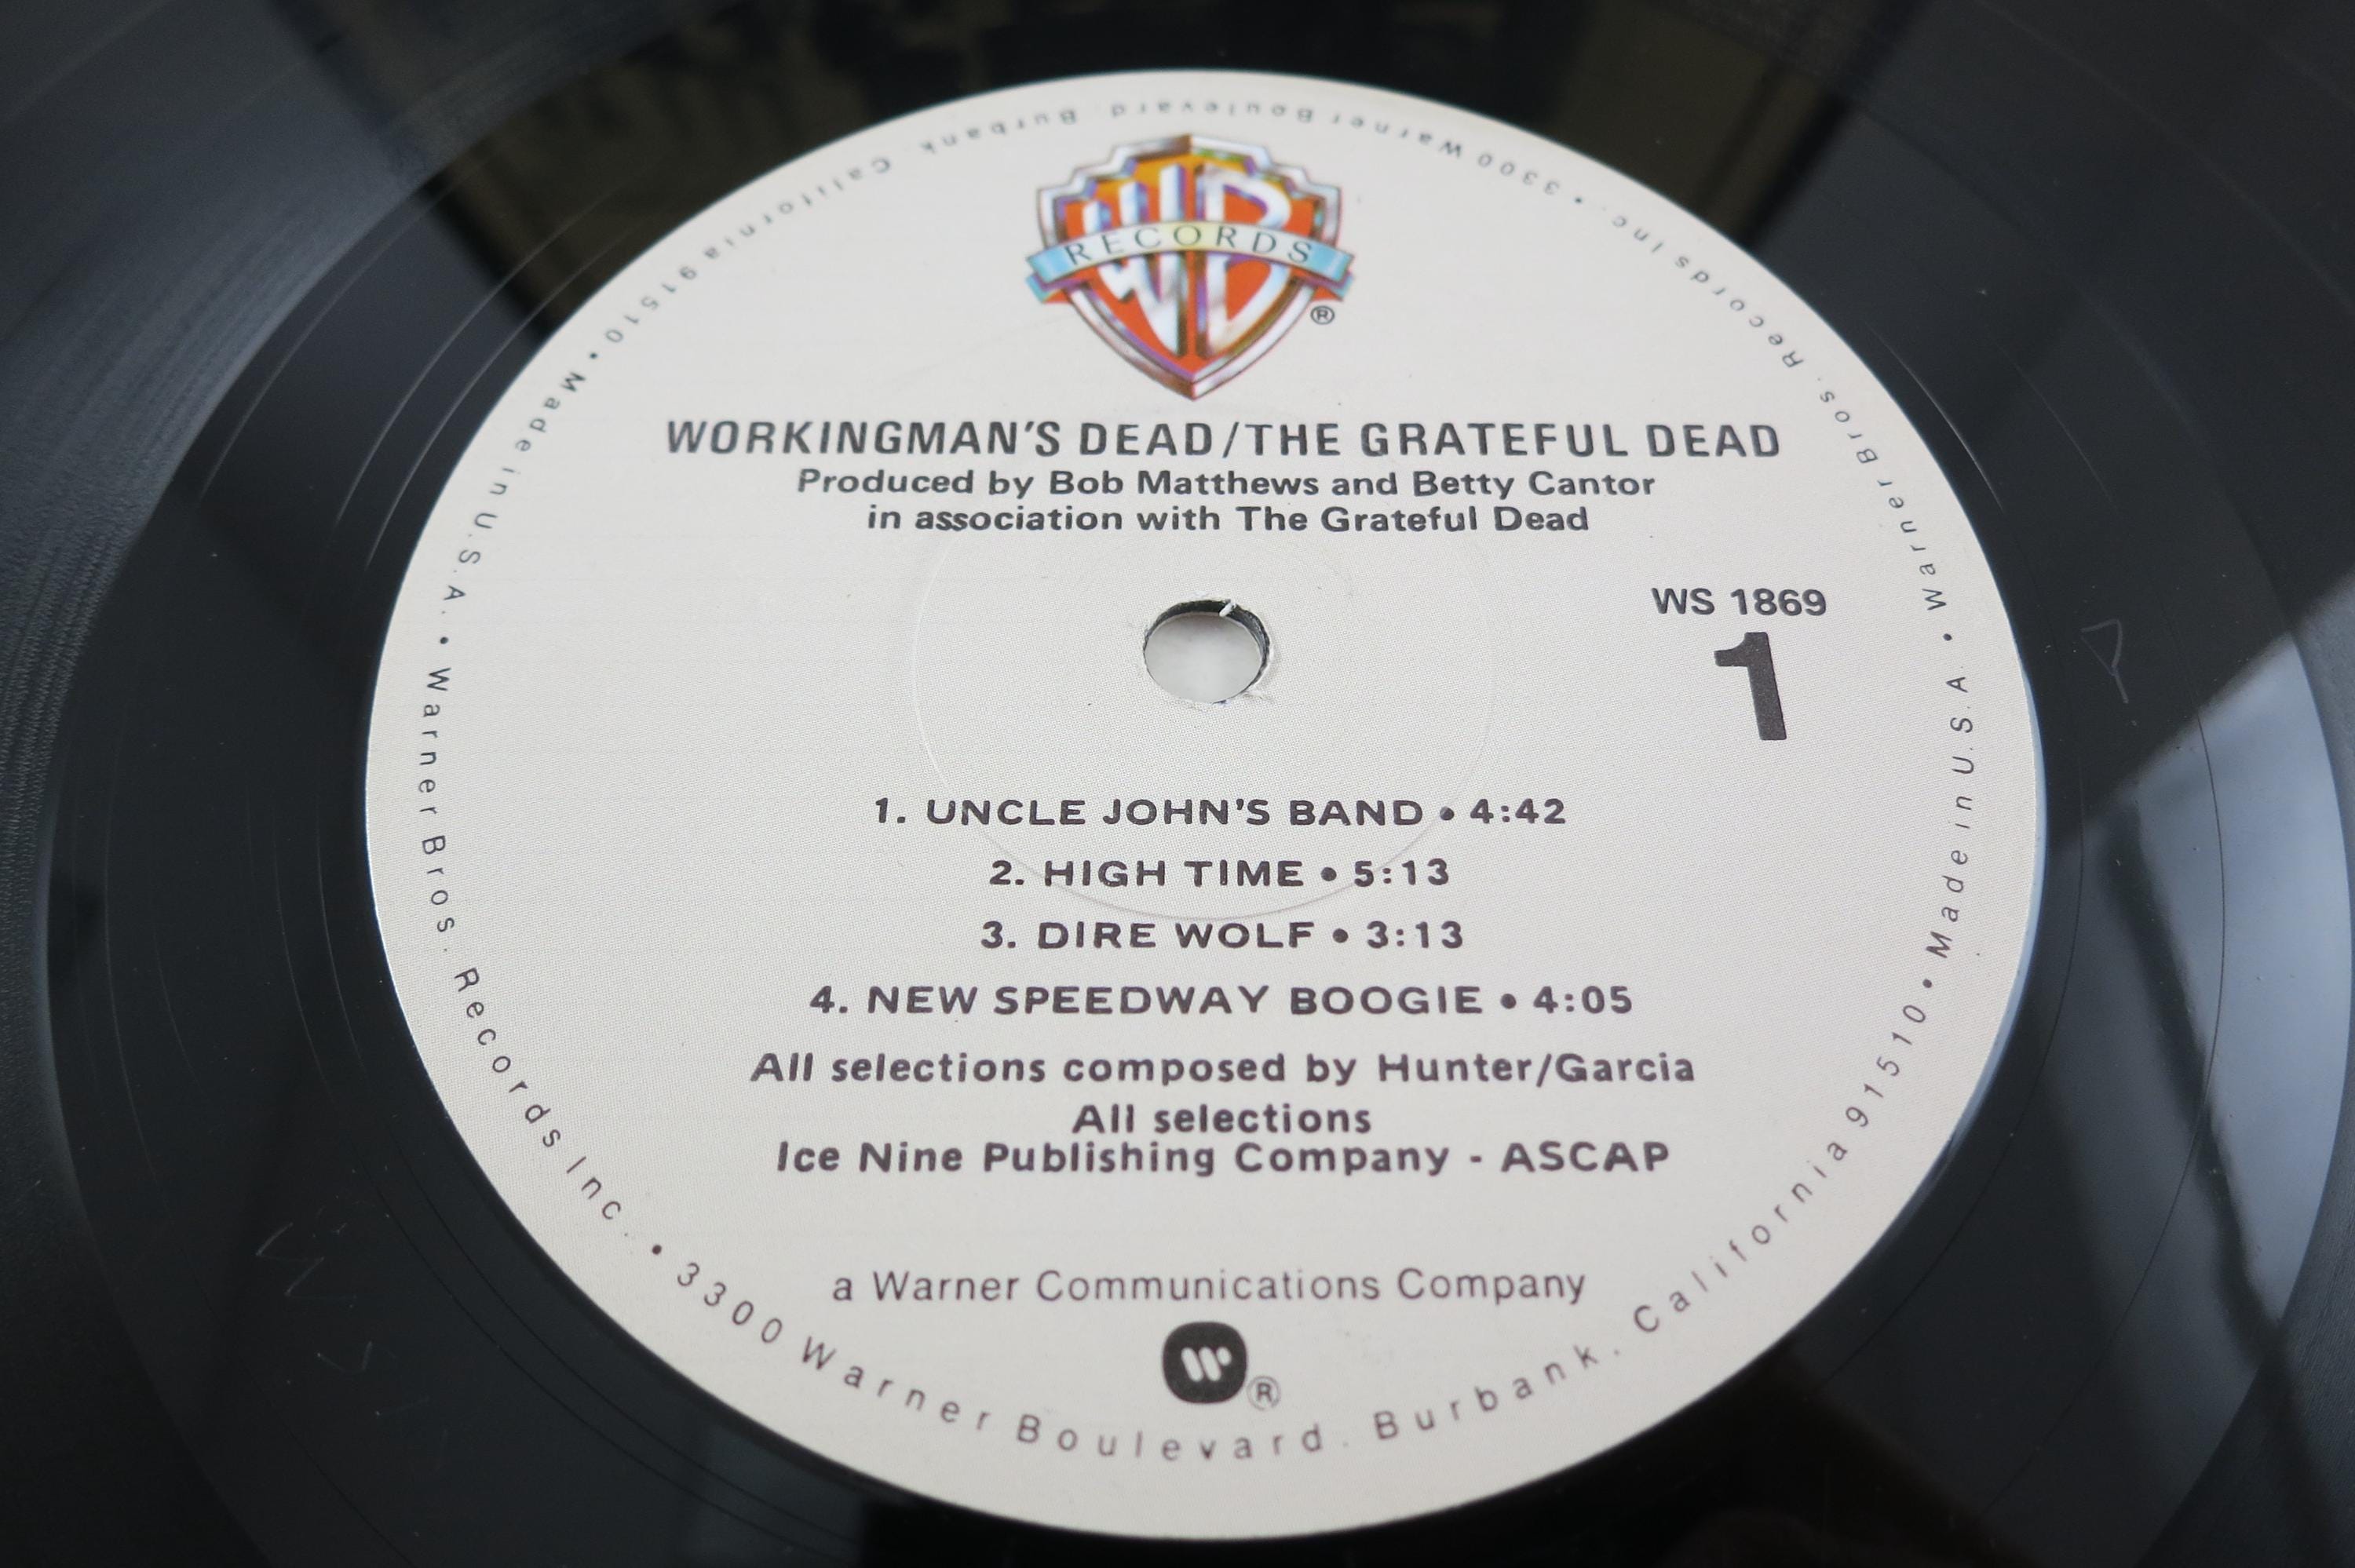 WB
RECORDS
®
WORKINGMAN'S DEAD/THE GRATEFUL DEAD
Produced by Bob Matthews and Betty Cantor
in association with The Grateful Dead
WS 1869
1
1. UNCLE JOHN'S BAND • 4:42
2. HIGH TIME • 5:13
3. DIRE WOLF • 3:13
4. NEW SPEEDWAY BOOGIE • 4:05
All selections composed by Hunter/Garcia
All selections
Ice Nine Publishing Company - ASCAP
a Warner Communications Company
W
®
Warner Bros. Records Inc. • 3300 Warner Boulevard. Burbank. California 91510 • Made in U.S.A. • Warner Bros. Records Inc. • 3300 Warner Boulevard. Burbank. California 91510 • Made in U.S.A. •